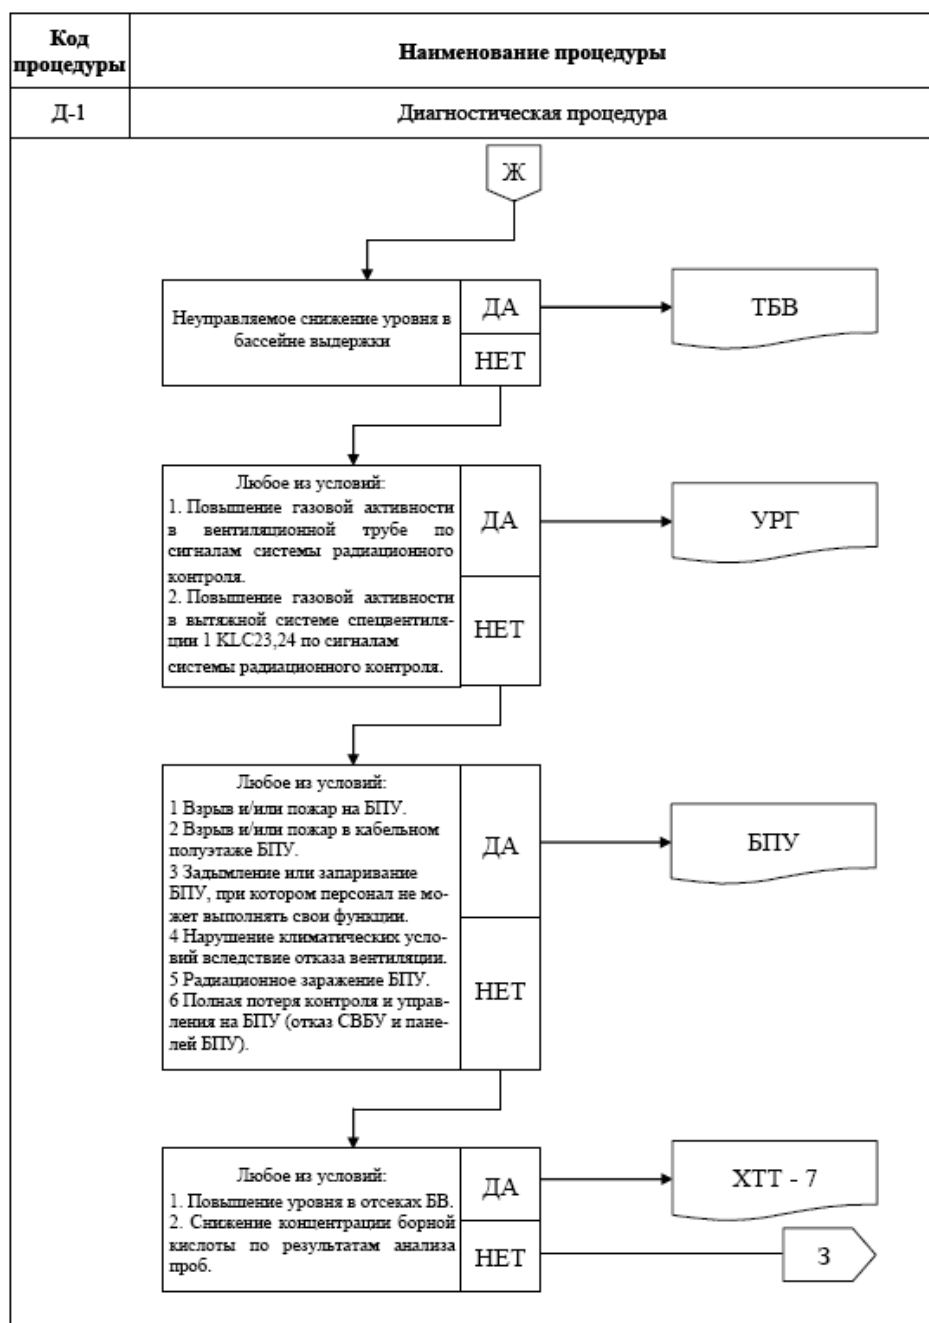 Код
процедуры
Наименование процедуры
Д-1
Диагностическая процедура
Ж
Неуправляемое снижение уровня в
бассейне выдержки
ДА
НЕТ
ТБВ
Любое из условий:
1. Повышение газовой активности
в вентиляционной трубе по
сигналам системы радиационного
контроля.
2. Повышение газовой активности
в вытяжной системе спецвентиля-
ции 1 KLC23,24 по сигналам
системы радиационного контроля.
ДА
НЕТ
УРГ
Любое из условий:
1 Взрыв и/или пожар на БПУ.
2 Взрыв и/или пожар в кабельном
полуэтаже БПУ.
3 Задымление или запаривание
БПУ, при котором персонал не мо-
жет выполнять свои функции.
4 Нарушение климатических усло-
вий вследствие отказа вентиляции.
5 Радиационное заражение БПУ.
6 Полная потеря контроля и управ-
ления на БПУ (отказ СВБУ и пане-
лей БПУ).
ДА
НЕТ
БПУ
Любое из условий:
1. Повышение уровня в отсеках БВ.
2. Снижение концентрации борной
кислоты по результатам анализа
проб.
ДА
НЕТ
ХТТ - 7
З